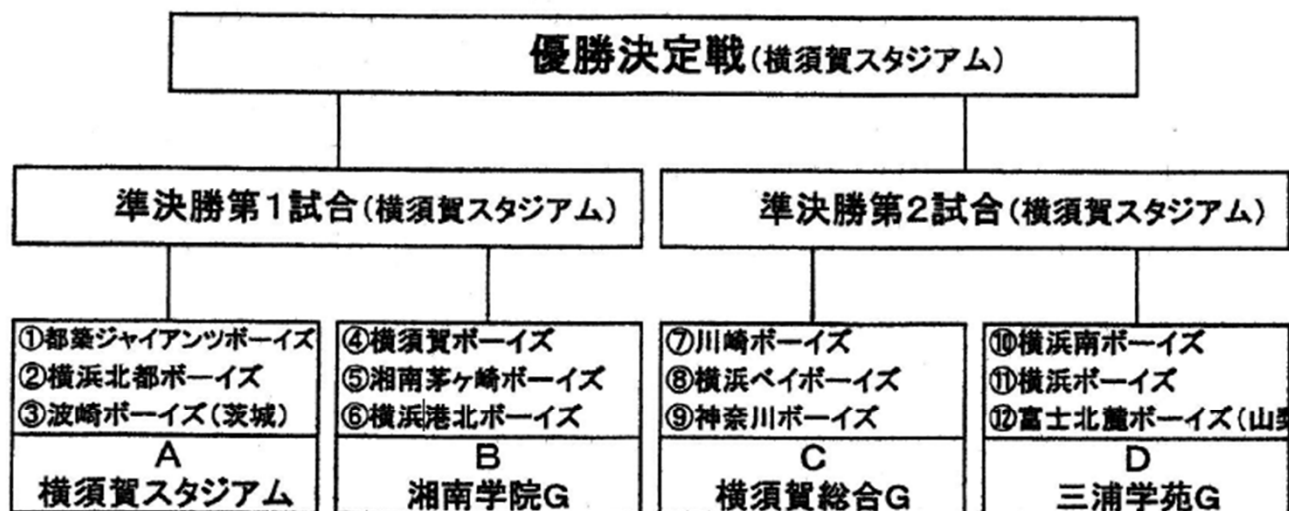 優勝決定戦(横須賀スタジアム)
準決勝第1試合(横須賀スタジアム)
準決勝第2試合(横須賀スタジアム)
①都築ジャイアンツボーイズ
②横浜北都ボーイズ
③波崎ボーイズ(茨城)
A
横須賀スタジアム
④横須賀ボーイズ
⑤湘南茅ヶ崎ボーイズ
⑥横浜港北ボーイズ
B
湘南学院G
⑦川崎ボーイズ
⑧横浜ベイボーイズ
⑨神奈川ボーイズ
C
横須賀総合G
⑩横浜南ボーイズ
⑪横浜ボーイズ
⑫富士北麓ボーイズ(山梨
D
三浦学苑G